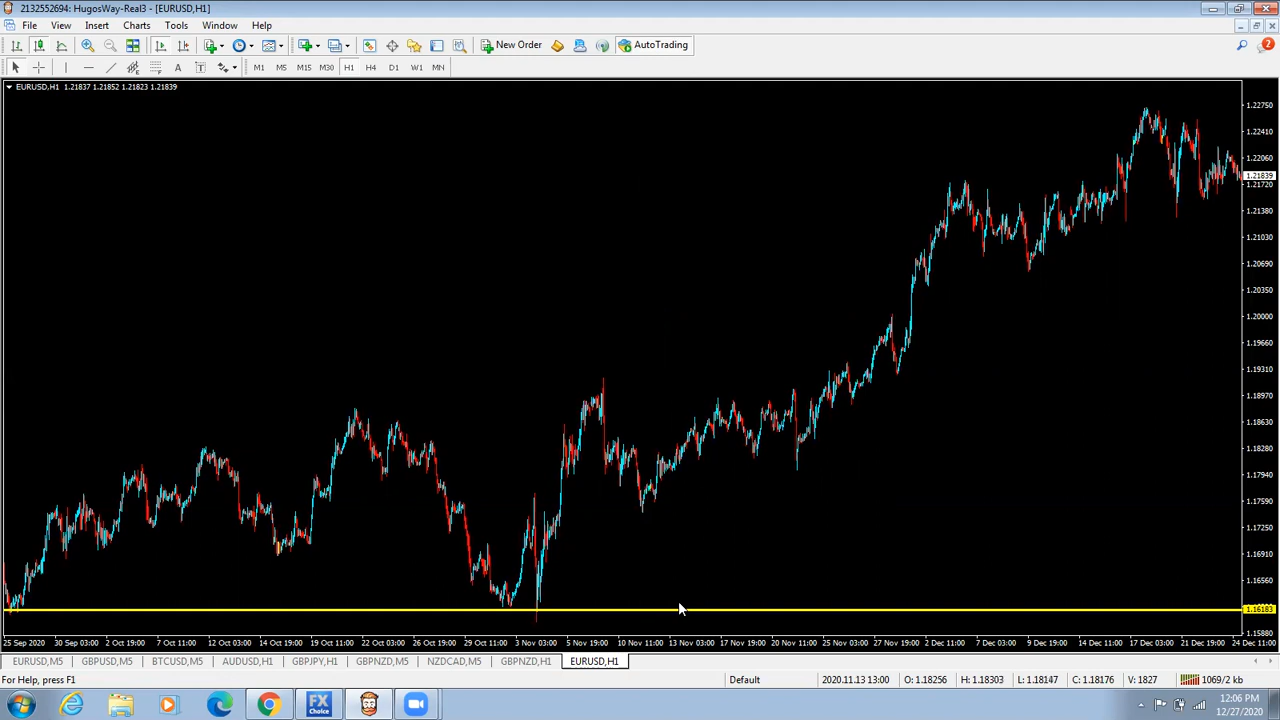 2132552694: HugosWay-Real3 - [EURUSD,H1]
File View Insert Charts Tools Window Help
New Order AutoTrading 2
A T M1 M5 M15 M30 H1 H4 D1 W1 MN
EURUSD,H1 1.21837 1.21852 1.21823 1.21839
1.22750
1.22410
1.22060
1.21839
1.21720
1.21380
1.21030
1.20690
1.20350
1.20000
1.19660
1.19310
1.18970
1.18630
1.18280
1.17940
1.17590
1.17250
1.16910
1.16560
1.16183
1.15880
25 Sep 2020 30 Sep 03:00 2 Oct 19:00 7 Oct 11:00 12 Oct 03:00 14 Oct 19:00 19 Oct 11:00 22 Oct 03:00 26 Oct 19:00 29 Oct 11:00 3 Nov 03:00 5 Nov 19:00 10 Nov 11:00 13 Nov 03:00 17 Nov 19:00 20 Nov 11:00 25 Nov 03:00 27 Nov 19:00 2 Dec 11:00 7 Dec 03:00 9 Dec 19:00 14 Dec 11:00 17 Dec 03:00 21 Dec 19:00 24 Dec 11:00
EURUSD,M5 GBPUSD,M5 BTCUSD,M5 AUDUSD,H1 GBPJPY,H1 GBPNZD,M5 NZDCAD,M5 GBPNZD,H1 EURUSD,H1
For Help, press F1 Default 2020.11.13 13:00 O: 1.18256 H: 1.18303 L: 1.18147 C: 1.18176 V: 1827 1069/2 kb
FX Choice
12:06 PM
12/27/2020